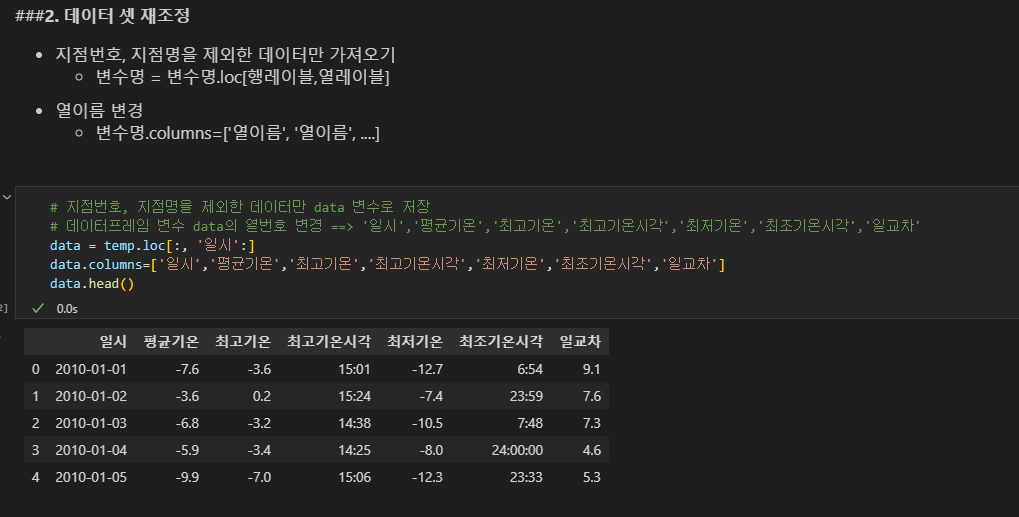 ###2. 데이터 셋 재조정
지점번호, 지점명을 제외한 데이터만 가져오기
변수명 = 변수명.loc[행레이블,열레이블]
열이름 변경
변수명.columns=['열이름', '열이름', ....]
# 지점번호, 지점명을 제외한 데이터만 data 변수로 저장
# 데이터프레임 변수 data의 열번호 변경 ==> '일시','평균기온','최고기온','최고기온시각','최저기온','최조기온시각','일교차'
data = temp.loc[:, '일시':]
data.columns=['일시','평균기온','최고기온','최고기온시각','최저기온','최조기온시각','일교차']
data.head()
2] 0.0s
일시 평균기온 최고기온 최고기온시각 최저기온 최조기온시각 일교차
0 2010-01-01 -7.6 -3.6 15:01 -12.7 6:54 9.1
1 2010-01-02 -3.6 0.2 15:24 -7.4 23:59 7.6
2 2010-01-03 -6.8 -3.2 14:38 -10.5 7:48 7.3
3 2010-01-04 -5.9 -3.4 14:25 -8.0 24:00:00 4.6
4 2010-01-05 -9.9 -7.0 15:06 -12.3 23:33 5.3